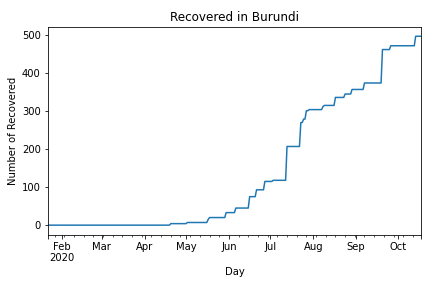 Recovered in Burundi
Number of Recovered
500
400
300
200
100
0
Feb Mar Apr May Jun Jul Aug Sep Oct
2020
Day